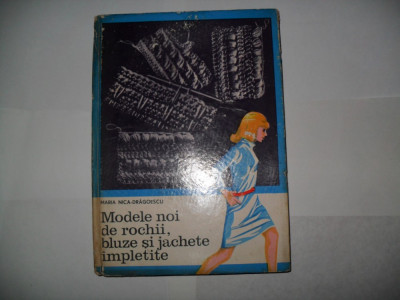 MARIA NICA-DRĂGOESCU
Modele noi
de rochii,
bluze și jachete
împletite